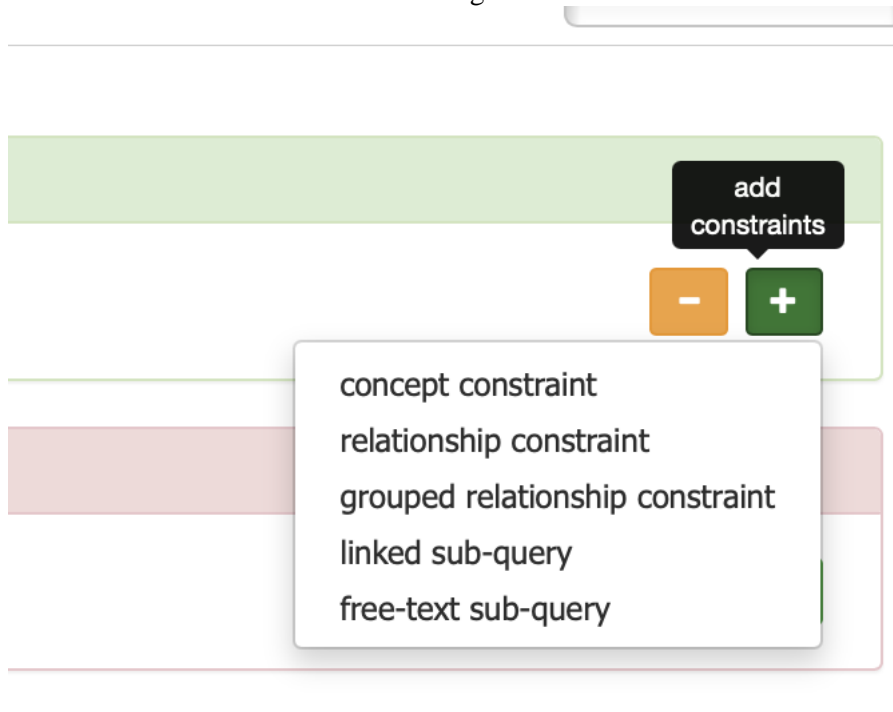 add
constraints
concept constraint
relationship constraint
grouped relationship constraint
linked sub-query
free-text sub-query